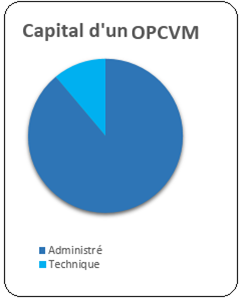 Capital d'un OPCVM
Administré
Technique